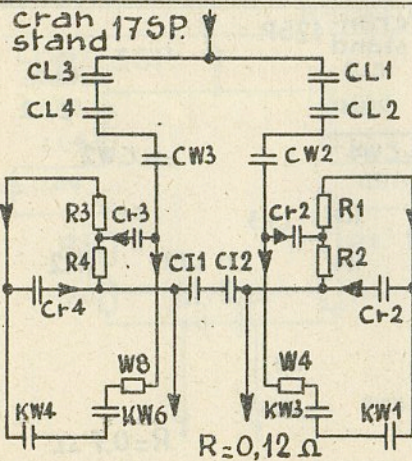 cran 17SP.
stand
CL3 CL1
CL4 CL2
CW3 CW2
R3 Cr3 Cr2 R1
R4 CI1 CI2 R2
Cr4 Cr2
W8 W4
KW4 KW6 KW3 KW1
R=0,12 Ω